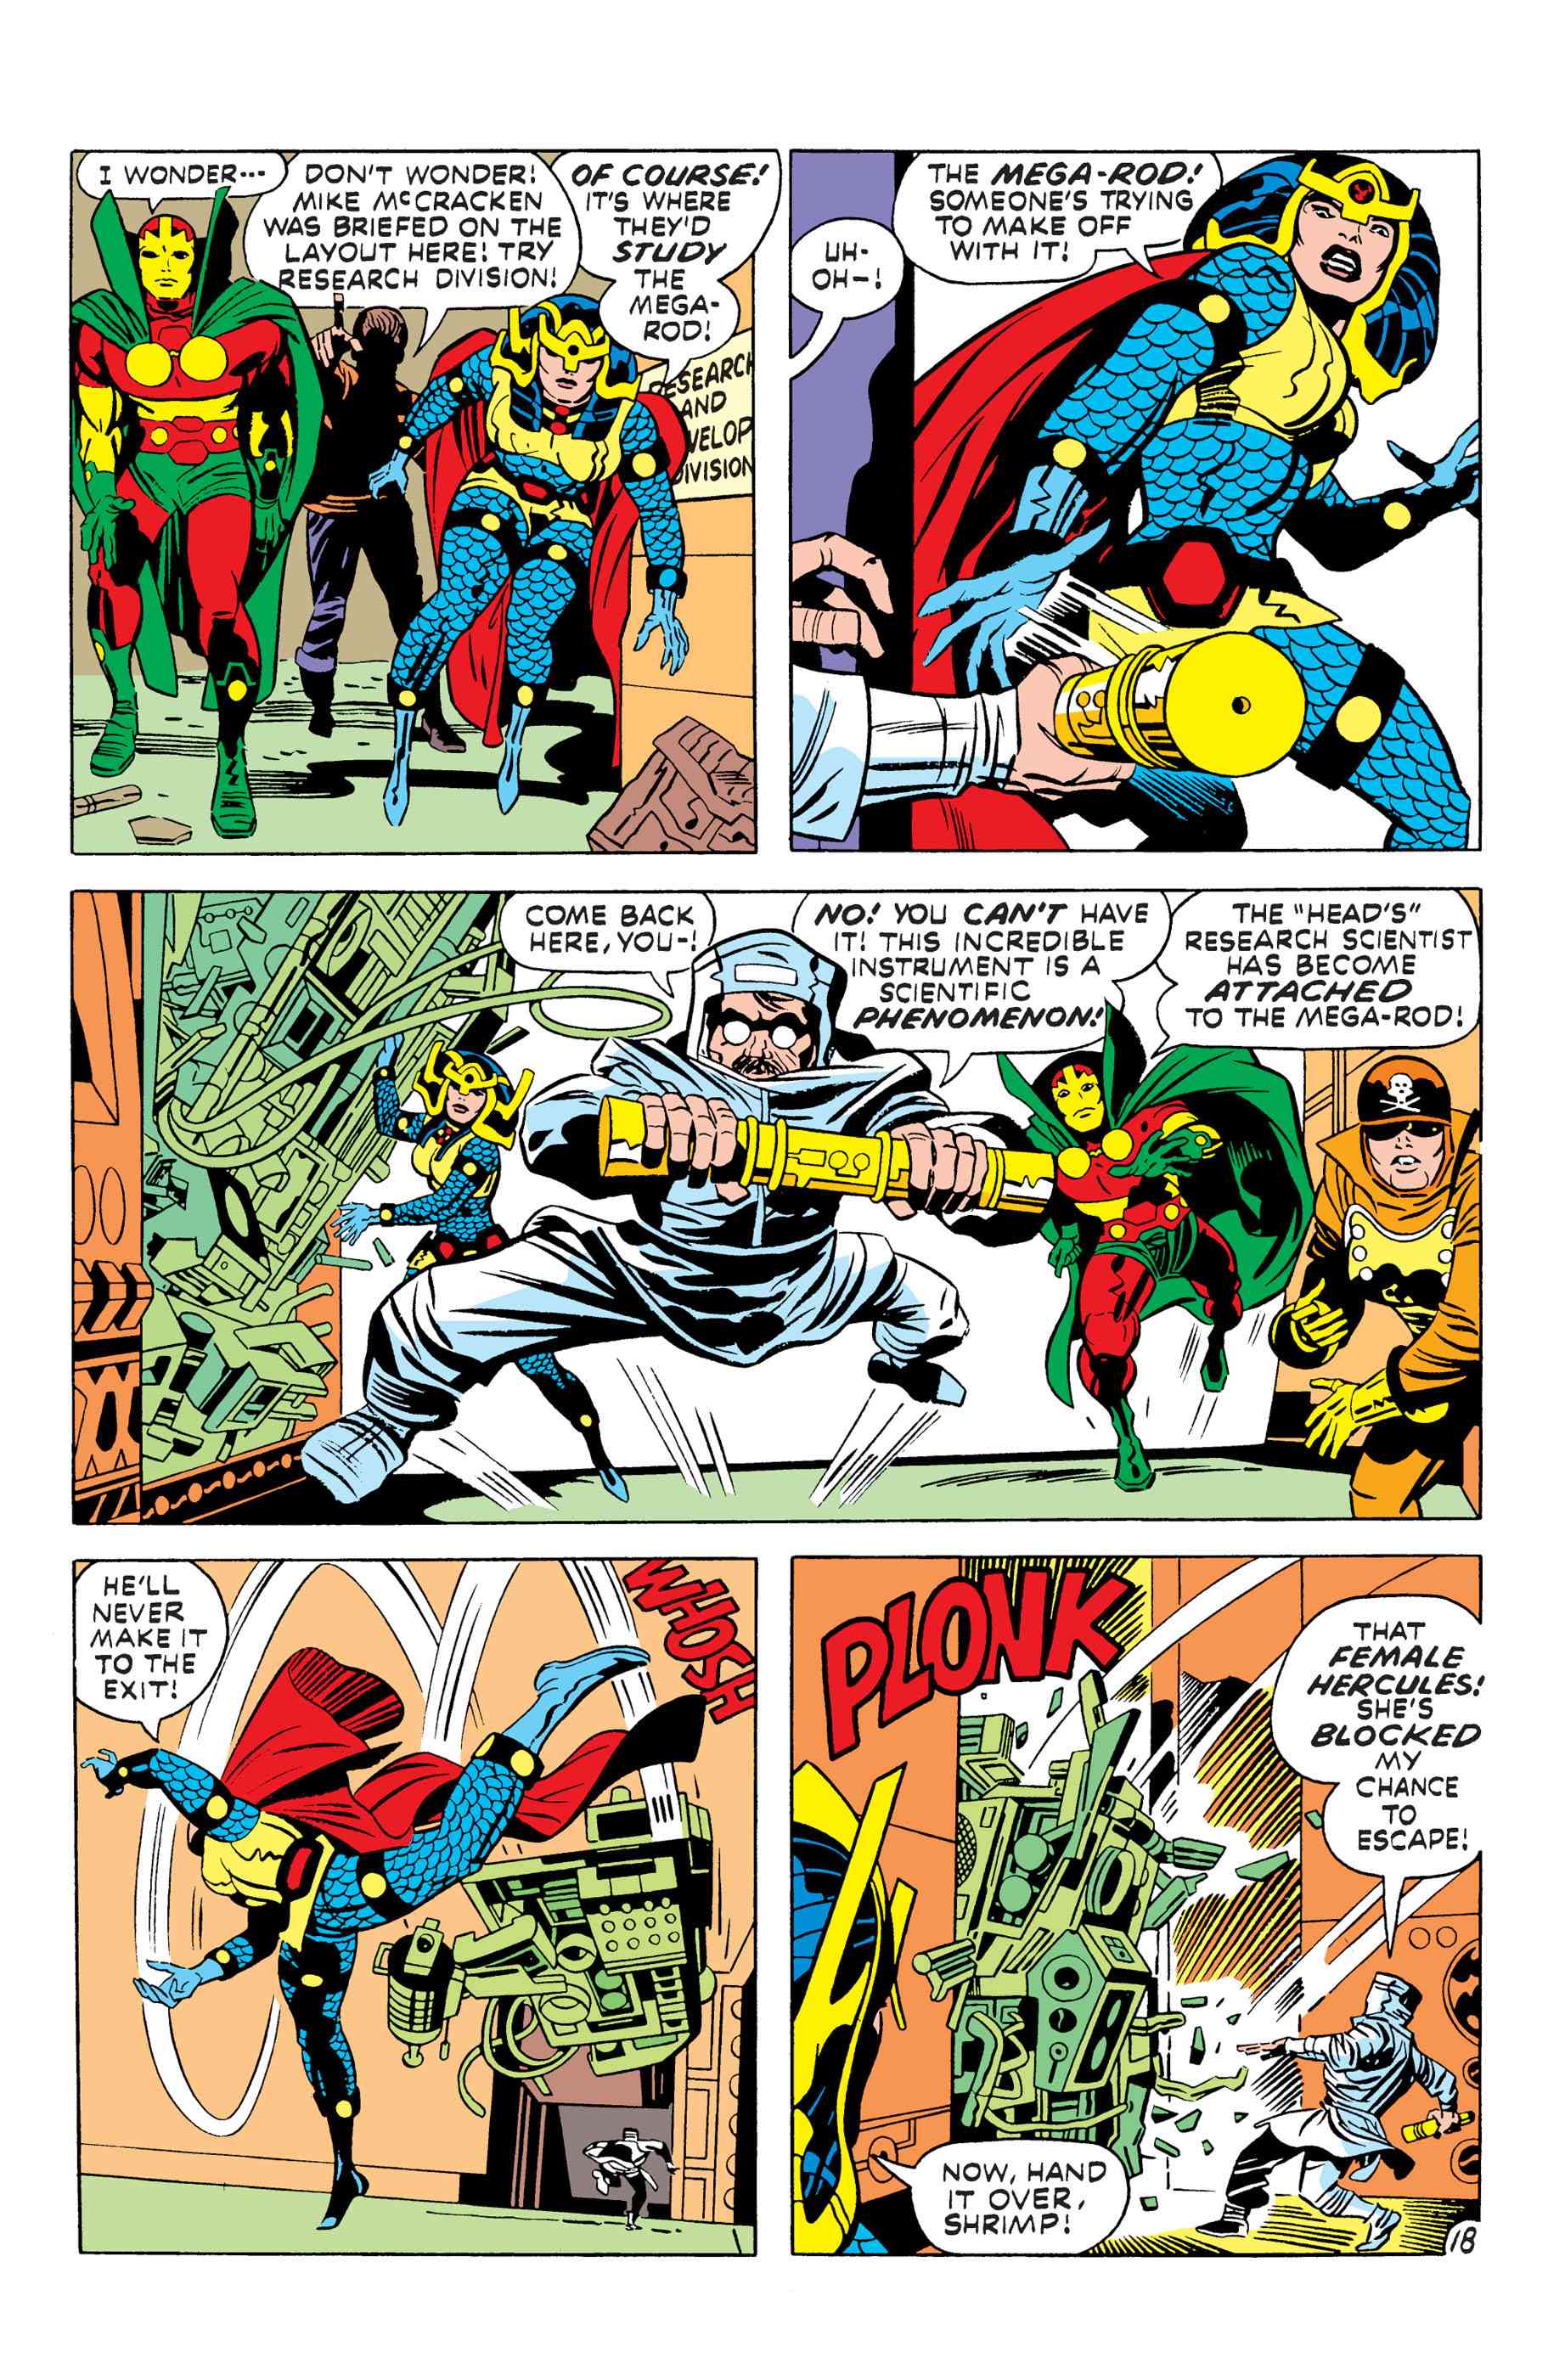 I WONDER---
DON'T WONDER!
MIKE McCRACKEN
WAS BRIEFED ON THE
LAYOUT HERE! TRY
RESEARCH DIVISION!
OF COURSE!
IT'S WHERE
THEY'D
STUDY
THE
MEGA-
ROD!
RESEARCH
AND
VELOP
DIVISION
UH-
OH-!
THE MEGA-ROD!
SOMEONE'S TRYING
TO MAKE OFF
WITH IT!
COME BACK
HERE, YOU-!
NO! YOU CAN'T HAVE
IT! THIS INCREDIBLE
INSTRUMENT IS A
SCIENTIFIC
PHENOMENON!
THE "HEAD'S"
RESEARCH SCIENTIST
HAS BECOME
ATTACHED
TO THE MEGA-ROD!
HE'LL
NEVER
MAKE IT
TO THE
EXIT!
WHOSH
PLONK
THAT
FEMALE
HERCULES!
SHE'S
BLOCKED
MY
CHANCE
TO
ESCAPE!
NOW, HAND
IT OVER,
SHRIMP!
18